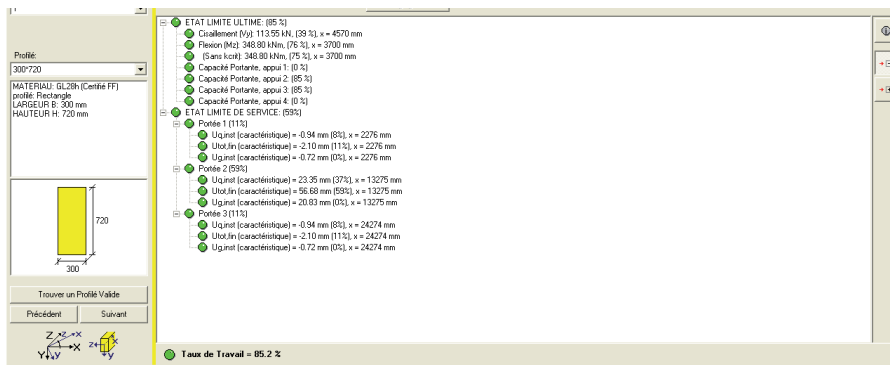 Profilé:
300*720
MATERIAU: GL28h (Certifié FF)
profilé: Rectangle
LARGEUR B: 300 mm
HAUTEUR H: 720 mm
720
300
Trouver un Profilé Valide
Précédent Suivant
Z z x X Y y
z x y
ETAT LIMITE ULTIME: (85 %)
Cisaillement (Vy): 113.55 kN, (39 %), x = 4570 mm
Flexion (Mz): 348.80 kNm, (76 %), x = 3700 mm
(Sans kcrit): 348.80 kNm, (75 %), x = 3700 mm
Capacité Portante, appui 1: (0 %)
Capacité Portante, appui 2: (85 %)
Capacité Portante, appui 3: (85 %)
Capacité Portante, appui 4: (0 %)
ETAT LIMITE DE SERVICE: (59%)
Portée 1 (11%)
Uq,inst (caractéristique) = -0.94 mm (8%), x = 2276 mm
Utot,fin (caractéristique) = -2.10 mm (11%), x = 2276 mm
Ug,inst (caractéristique) = -0.72 mm (0%), x = 2276 mm
Portée 2 (59%)
Uq,inst (caractéristique) = 23.35 mm (37%), x = 13275 mm
Utot,fin (caractéristique) = 56.68 mm (59%), x = 13275 mm
Ug,inst (caractéristique) = 20.83 mm (0%), x = 13275 mm
Portée 3 (11%)
Uq,inst (caractéristique) = -0.94 mm (8%), x = 24274 mm
Utot,fin (caractéristique) = -2.10 mm (11%), x = 24274 mm
Ug,inst (caractéristique) = -0.72 mm (0%), x = 24274 mm
Taux de Travail = 85.2 %